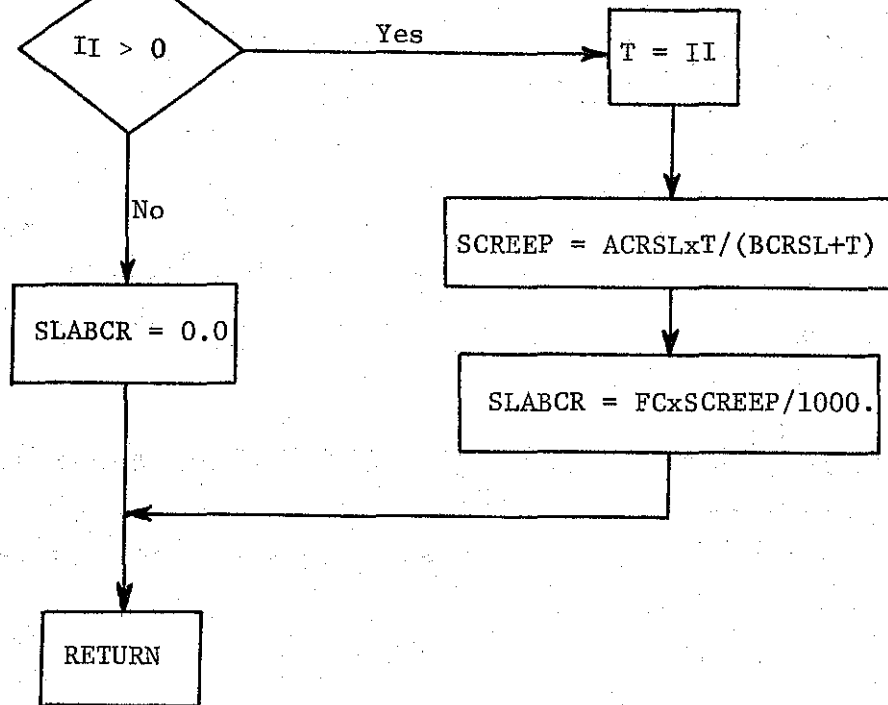 II > 0
Yes
T = II
No
SCREEP = ACRSLxT/(BCRSL+T)
SLABCR = 0.0
SLABCR = FCxSCREEP/1000.
RETURN